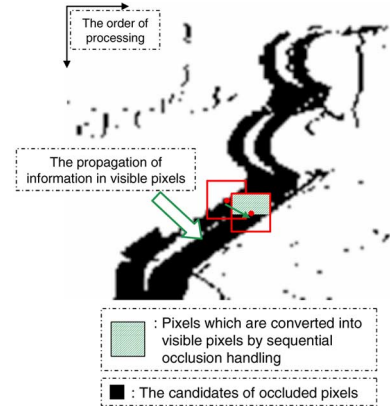 The order of
processing
The propagation of
information in visible pixels
: Pixels which are converted into
visible pixels by sequential
occlusion handling
: The candidates of occluded pixels